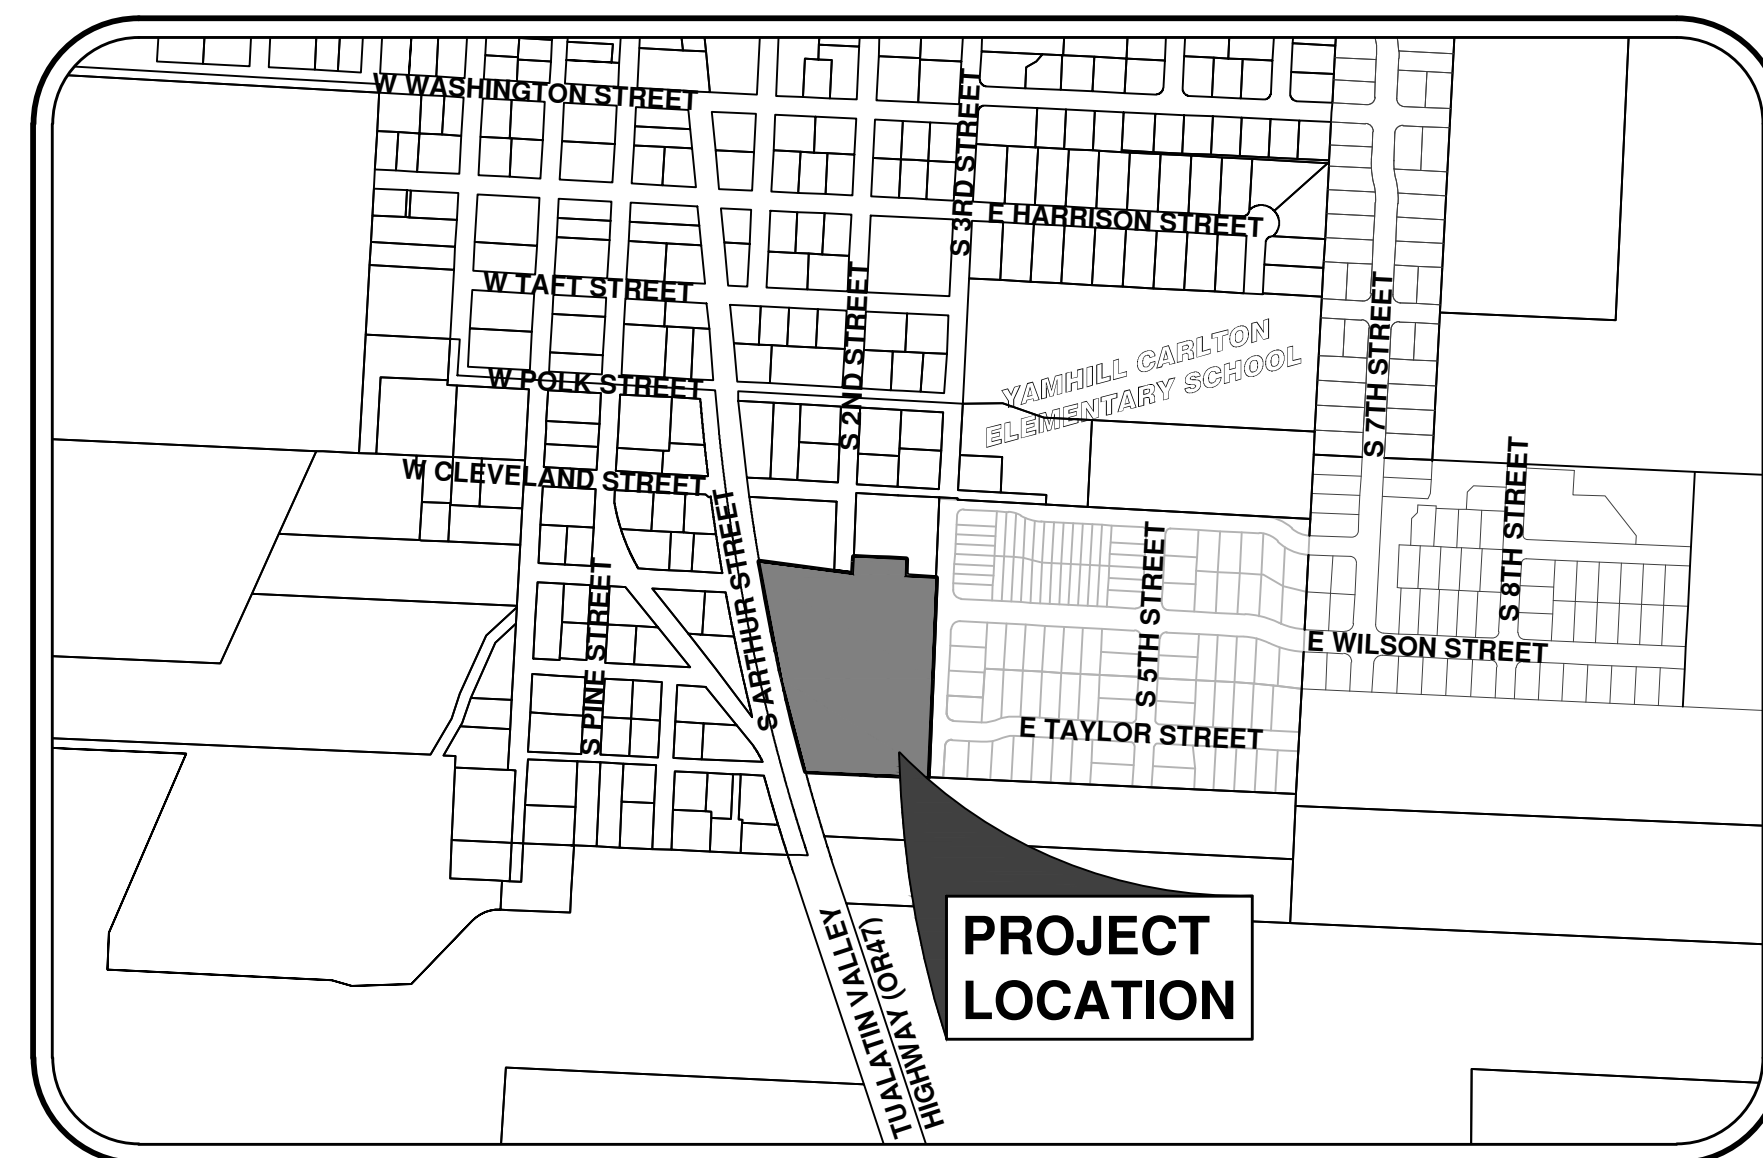 W WASHINGTON STREET
S 3RD STREET
E HARRISON STREET
W TAFT STREET
S 2ND STREET
S 7TH STREET
YAMHILL CARLTON
ELEMENTARY SCHOOL
W POLK STREET
W CLEVELAND STREET
S ARTHUR STREET
S PINE STREET
S 5TH STREET
S 8TH STREET
E WILSON STREET
E TAYLOR STREET
PROJECT
LOCATION
TUALATIN VALLEY
HIGHWAY (OR47)